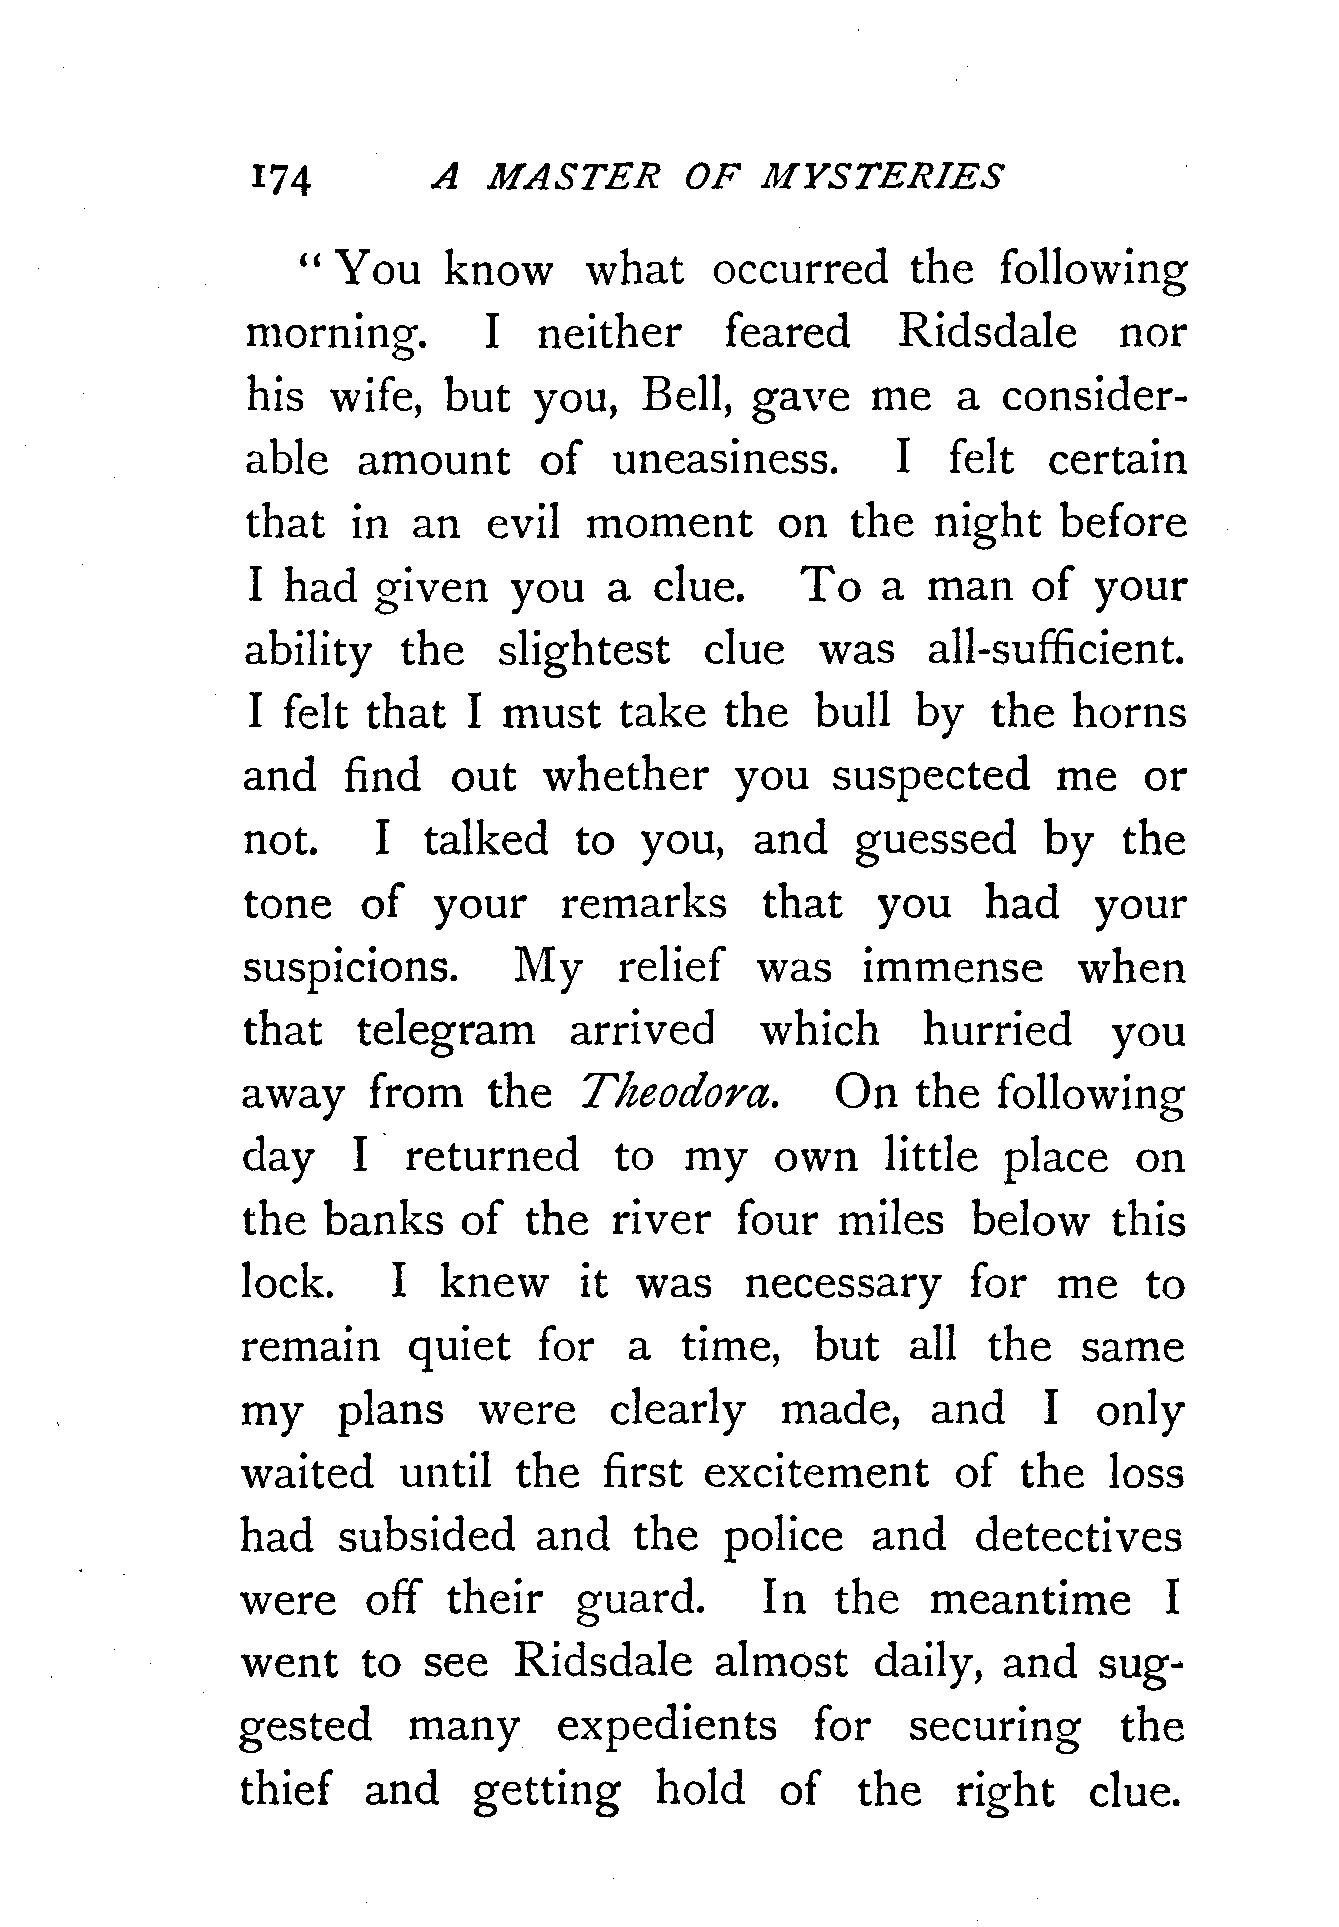 174 A MASTER OF MYSTERIES
“ You know what occurred the following
morning. I neither feared Ridsdale nor
his wife, but you, Bell, gave me a consider-
able amount of uneasiness. I felt certain
that in an evil moment on the night before
I had given you a clue. To a man of your
ability the slightest clue was all-sufficient.
I felt that I must take the bull by the horns
and find out whether you suspected me or
not. I talked to you, and guessed by the
tone of your remarks that you had your
suspicions. My relief was immense when
that telegram arrived which hurried you
away from the Theodora. On the following
day I returned to my own little place on
the banks of the river four miles below this
lock. I knew it was necessary for me to
remain quiet for a time, but all the same
my plans were clearly made, and I only
waited until the first excitement of the loss
had subsided and the police and detectives
were off their guard. In the meantime I
went to see Ridsdale almost daily, and sug-
gested many expedients for securing the
thief and getting hold of the right clue.